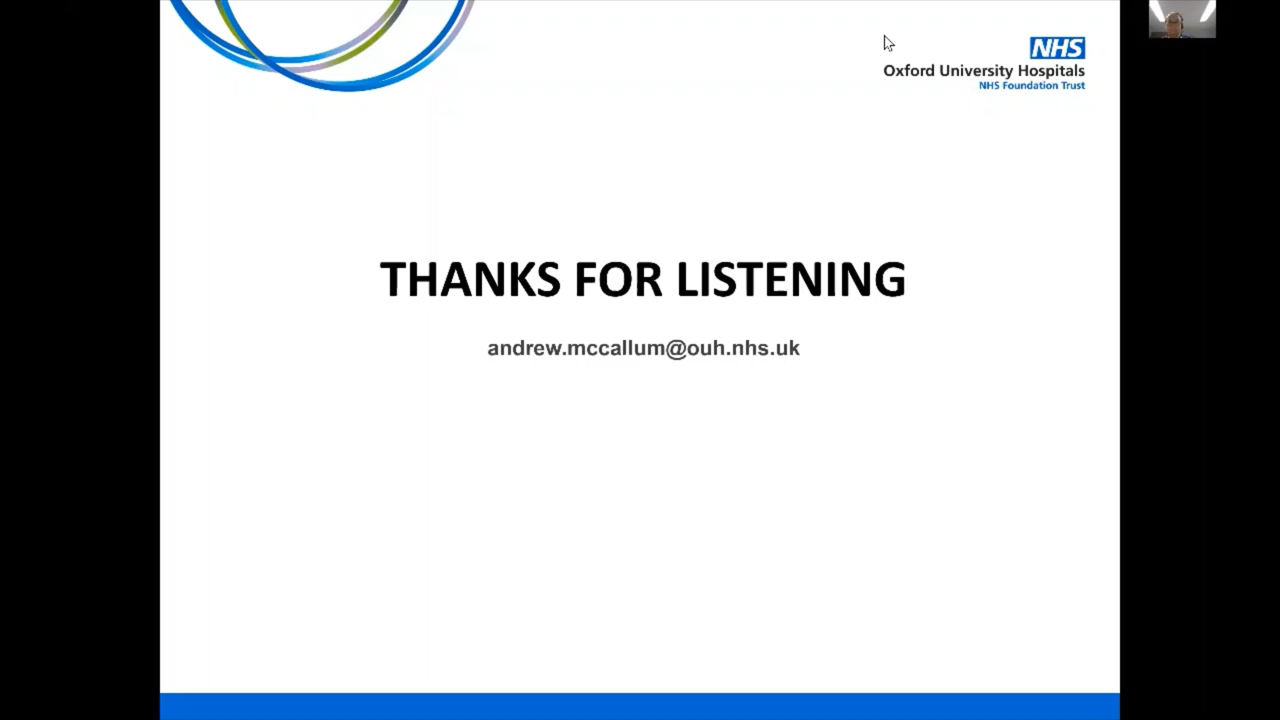 NHS
Oxford University Hospitals
NHS Foundation Trust
THANKS FOR LISTENING
andrew.mccallum@ouh.nhs.uk